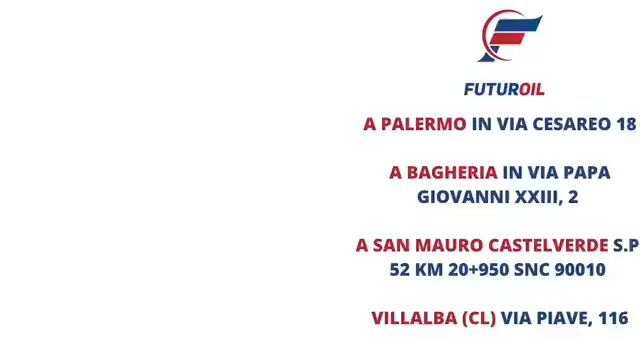 FUTUROIL
A PALERMO IN VIA CESAREO 18
A BAGHERIA IN VIA PAPA
GIOVANNI XXIII, 2
A SAN MAURO CASTELVERDE S.P
52 KM 20+950 SNC 90010
VILLALBA (CL) VIA PIAVE, 116